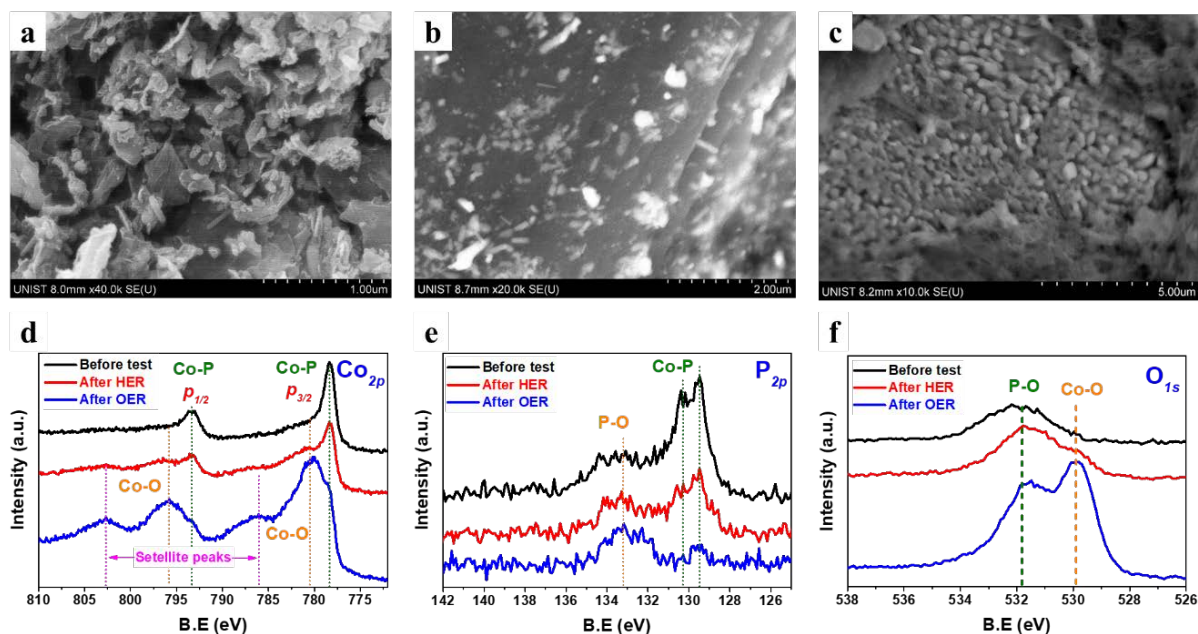 a
UNIST 8.0mm x40.0k SE(U) 1.00um
b
UNIST 8.7mm x20.0k SE(U) 2.00um
c
UNIST 8.2mm x10.0k SE(U) 5.00um
d
Before test
After HER
After OER
Co-P
p1/2
Co-P
p3/2
Co2p
Co-O
Co-O
Setellite peaks
Intensity (a.u.)
810 805 800 795 790 785 780 775
B.E (eV)
e
Before test
After HER
After OER
Co-P
P2p
P-O
Intensity (a.u.)
142 140 138 136 134 132 130 128 126
B.E (eV)
f
Before test
After HER
After OER
P-O
Co-O
O1s
Intensity (a.u.)
538 536 534 532 530 528 526
B.E (eV)